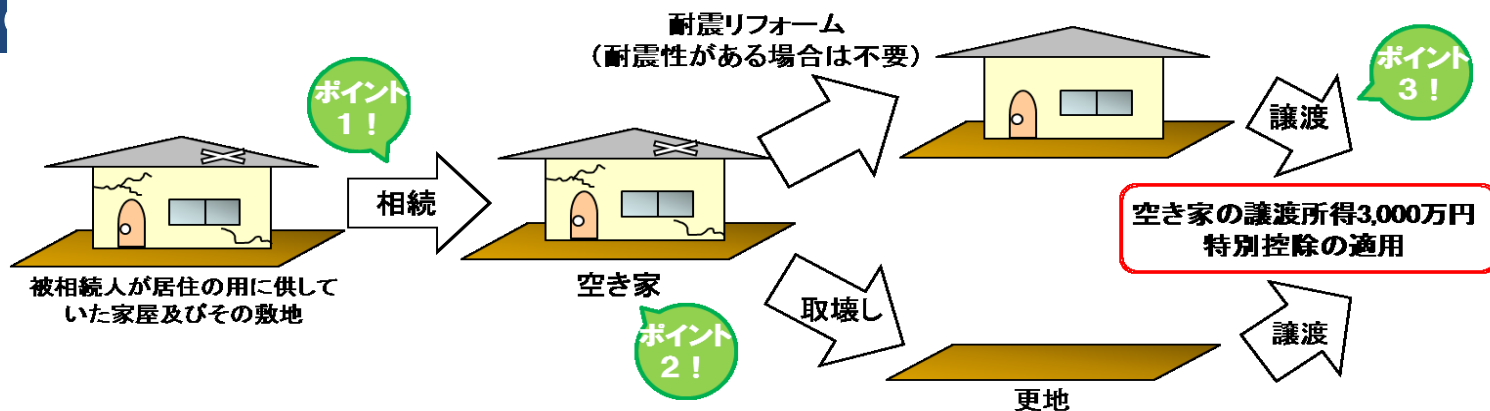 耐震リフォーム
（耐震性がある場合は不要）
ポイント
１！
ポイント
３！
相続
譲渡
被相続人が居住の用に供して
いた家屋及びその敷地
空き家
空き家の譲渡所得3,000万円
特別控除の適用
ポイント
２！
取壊し
譲渡
更地